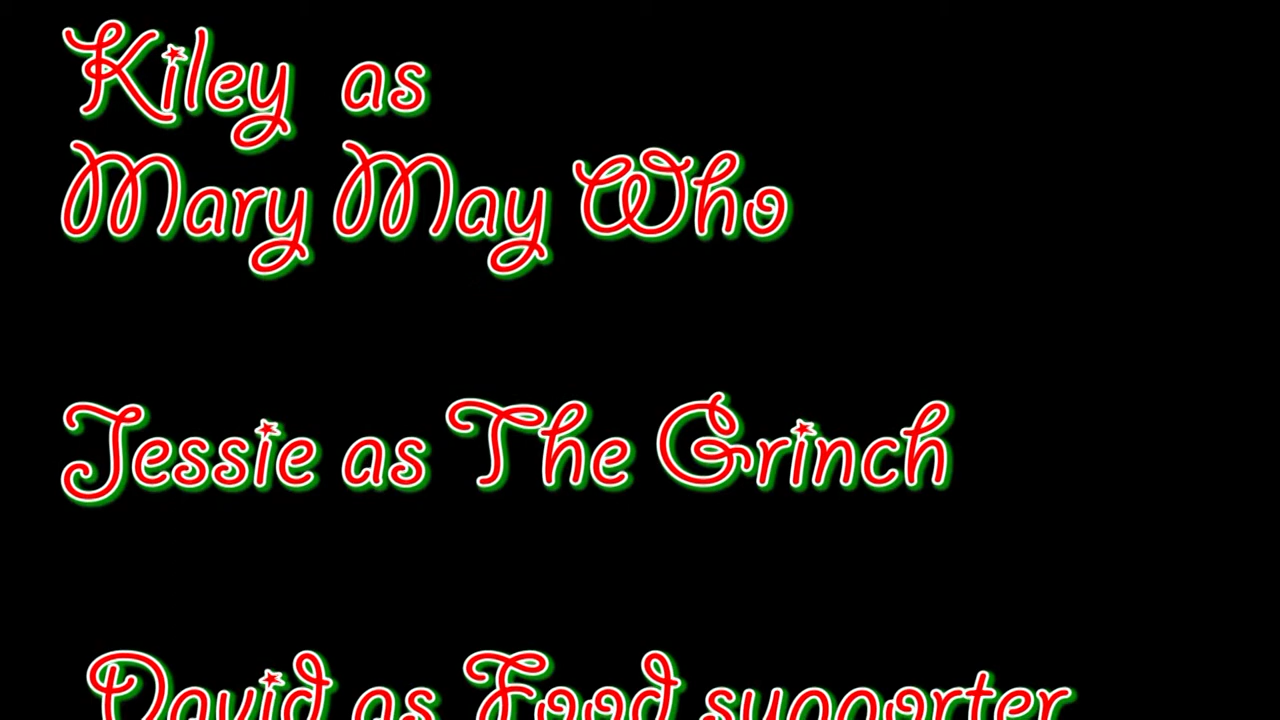 Kiley as
Mary May Who
Jessie as The Grinch
David as Food supporter